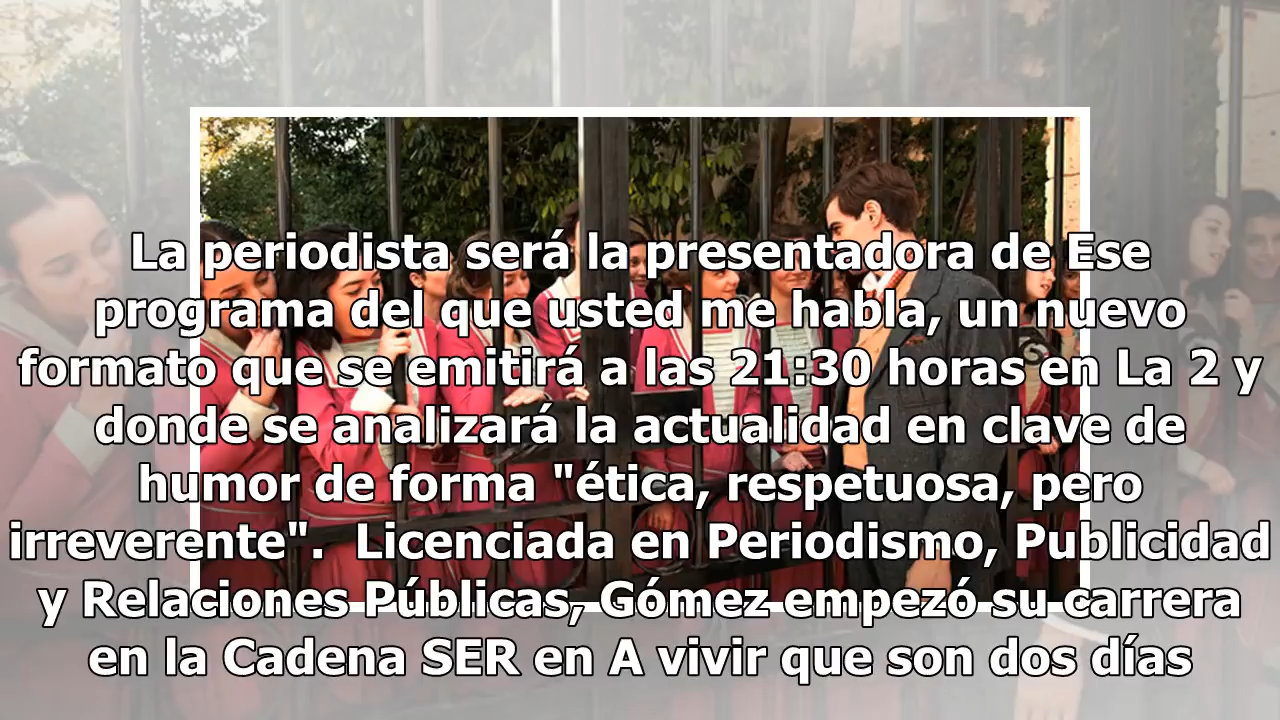 La periodista será la presentadora de Ese
programa del que usted me habla, un nuevo
formato que se emitirá a las 21:30 horas en La 2 y
donde se analizará la actualidad en clave de
humor de forma "ética, respetuosa, pero
irreverente".  Licenciada en Periodismo, Publicidad
y Relaciones Públicas, Gómez empezó su carrera
en la Cadena SER en A vivir que son dos días